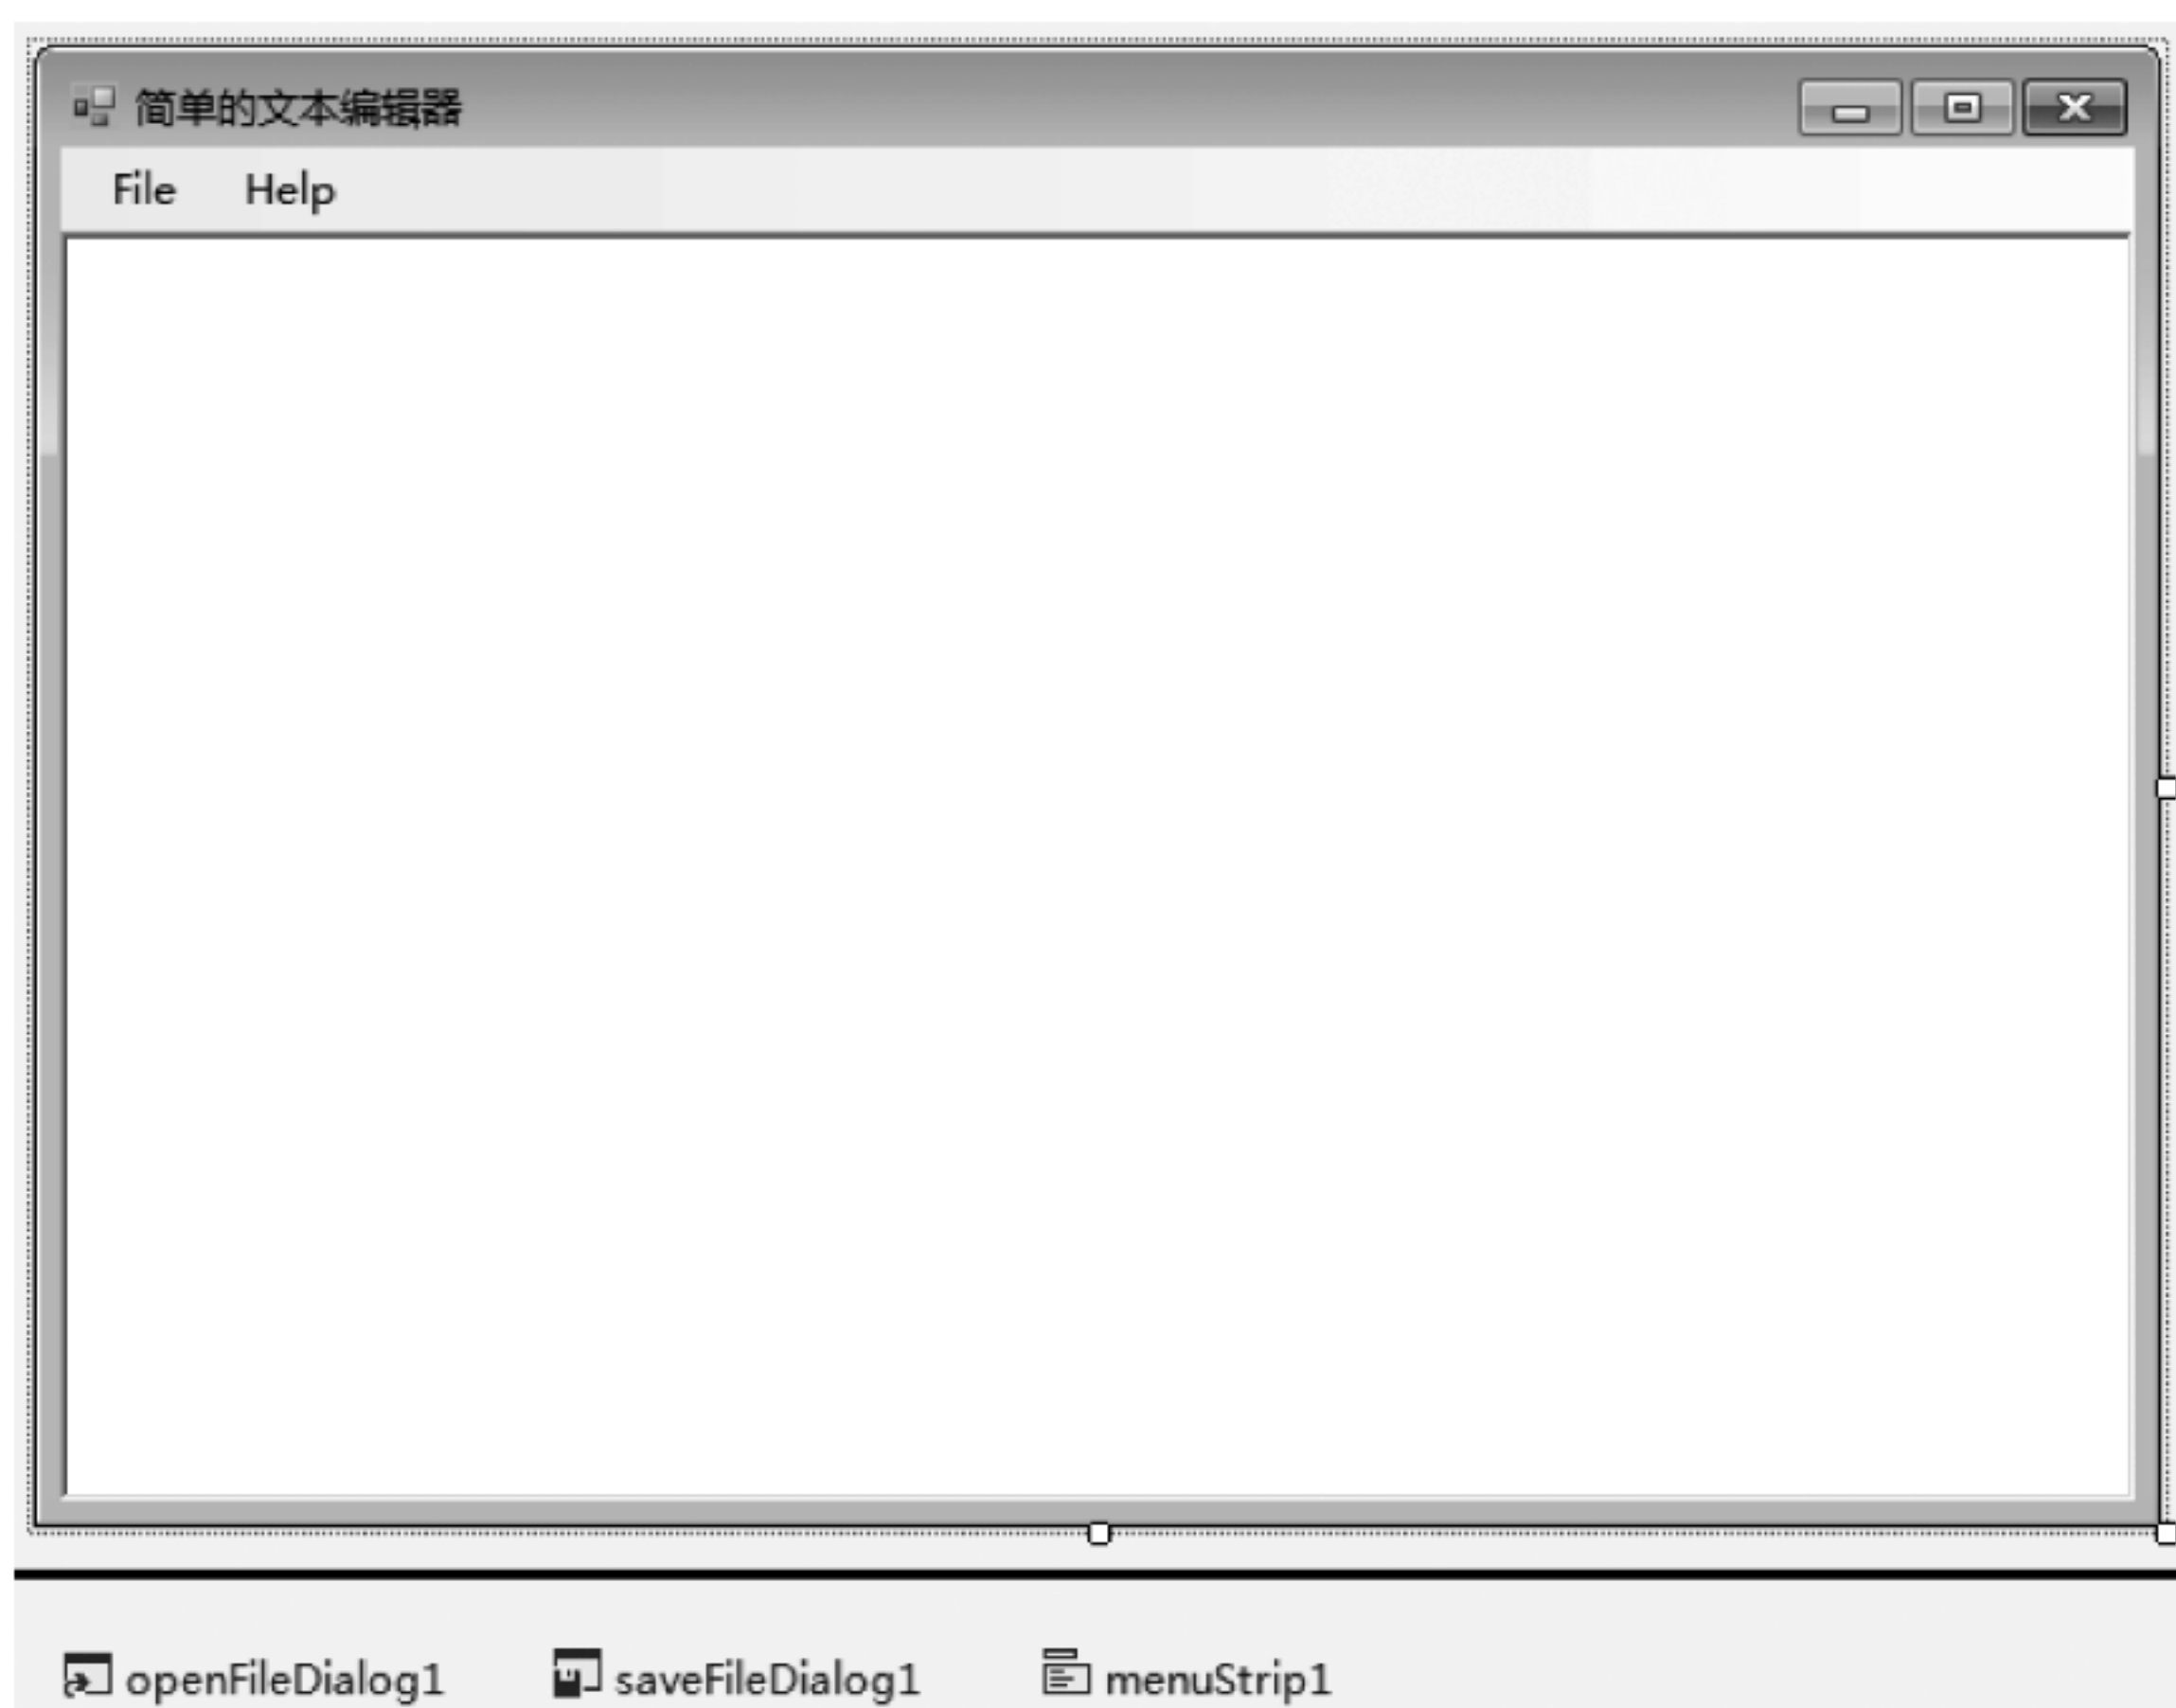 简单的文本编辑器
File Help
openFileDialog1 saveFileDialog1 menuStrip1